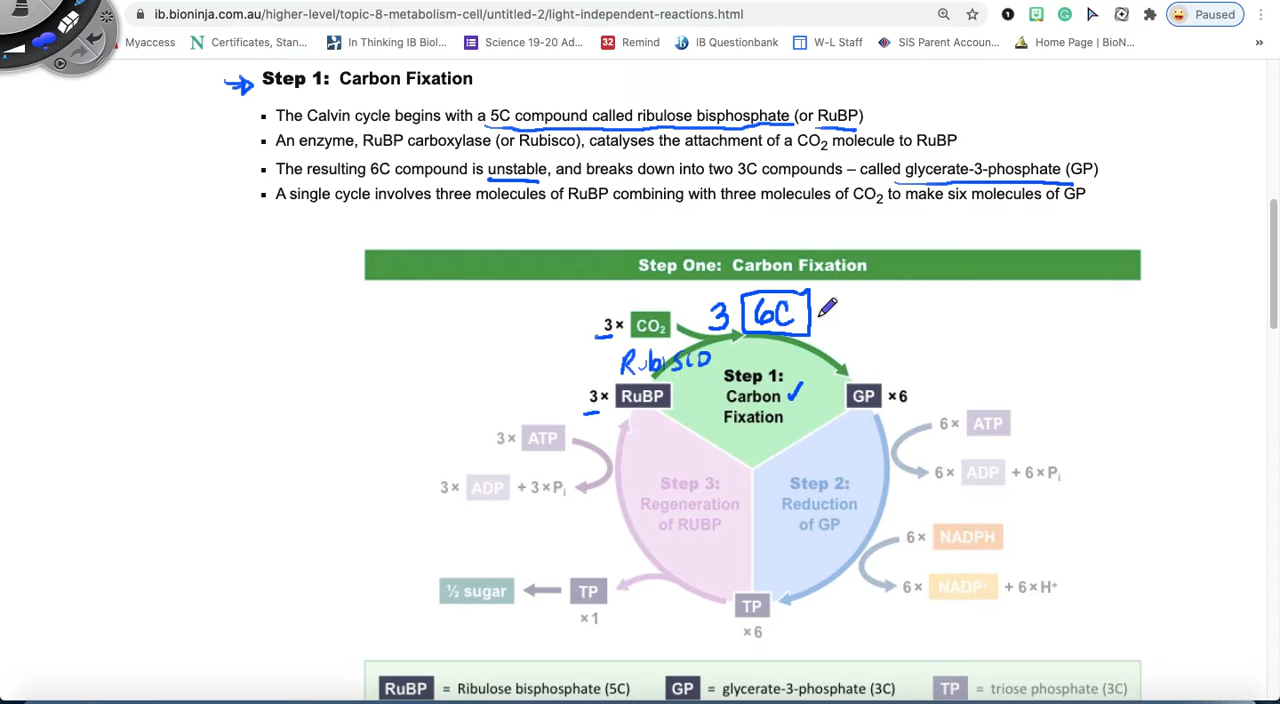 ib.bioninja.com.au/higher-level/topic-8-metabolism-cell/untitled-2/light-independent-reactions.html
Paused
Myaccess
Certificates, Stan...
In Thinking IB Biol...
Science 19-20 Ad...
32 Remind
IB Questionbank
W-L Staff
SIS Parent Accoun...
Home Page | BioN...
»
Step 1: Carbon Fixation
▪ The Calvin cycle begins with a 5C compound called ribulose bisphosphate (or RuBP)
▪ An enzyme, RuBP carboxylase (or Rubisco), catalyses the attachment of a CO₂ molecule to RuBP
▪ The resulting 6C compound is unstable, and breaks down into two 3C compounds – called glycerate-3-phosphate (GP)
▪ A single cycle involves three molecules of RuBP combining with three molecules of CO₂ to make six molecules of GP
Step One: Carbon Fixation
3 6C
3× CO₂
Rubisco
Step 1:
Carbon
Fixation
3× RuBP
GP ×6
3× ATP
3× ADP + 3×Pᵢ
6× ATP
6× ADP + 6×Pᵢ
Step 3:
Regeneration
of RUBP
Step 2:
Reduction
of GP
6× NADPH
6× NADP⁺ + 6×H⁺
½ sugar
TP
×1
TP
×6
RuBP = Ribulose bisphosphate (5C)
GP = glycerate-3-phosphate (3C)
TP = triose phosphate (3C)